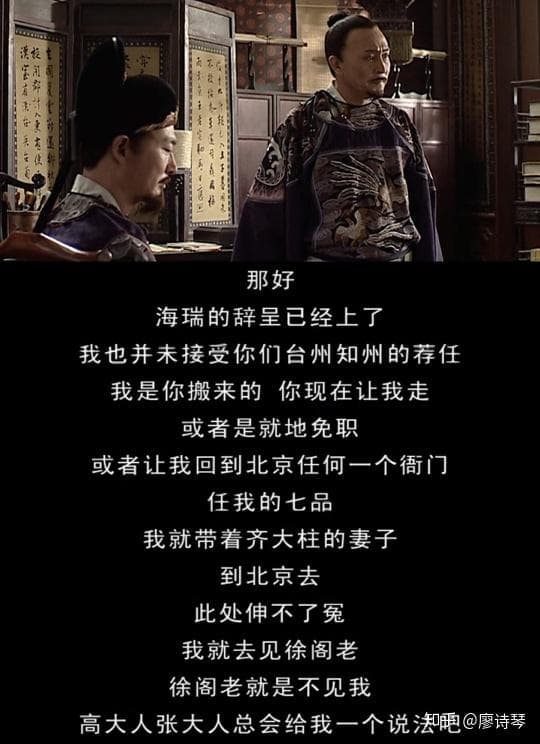 那好
海瑞的辞呈已经上了
我也并未接受你们台州知州的荐任
我是你搬来的 你现在让我走
或者是就地免职
或者让我回到北京任何一个衙门
任我的七品
我就带着齐大柱的妻子
到北京去
此处伸不了冤
我就去见徐阁老
徐阁老就是不见我
高大人张大人总会给我一个说法吧
知乎 @廖诗琴